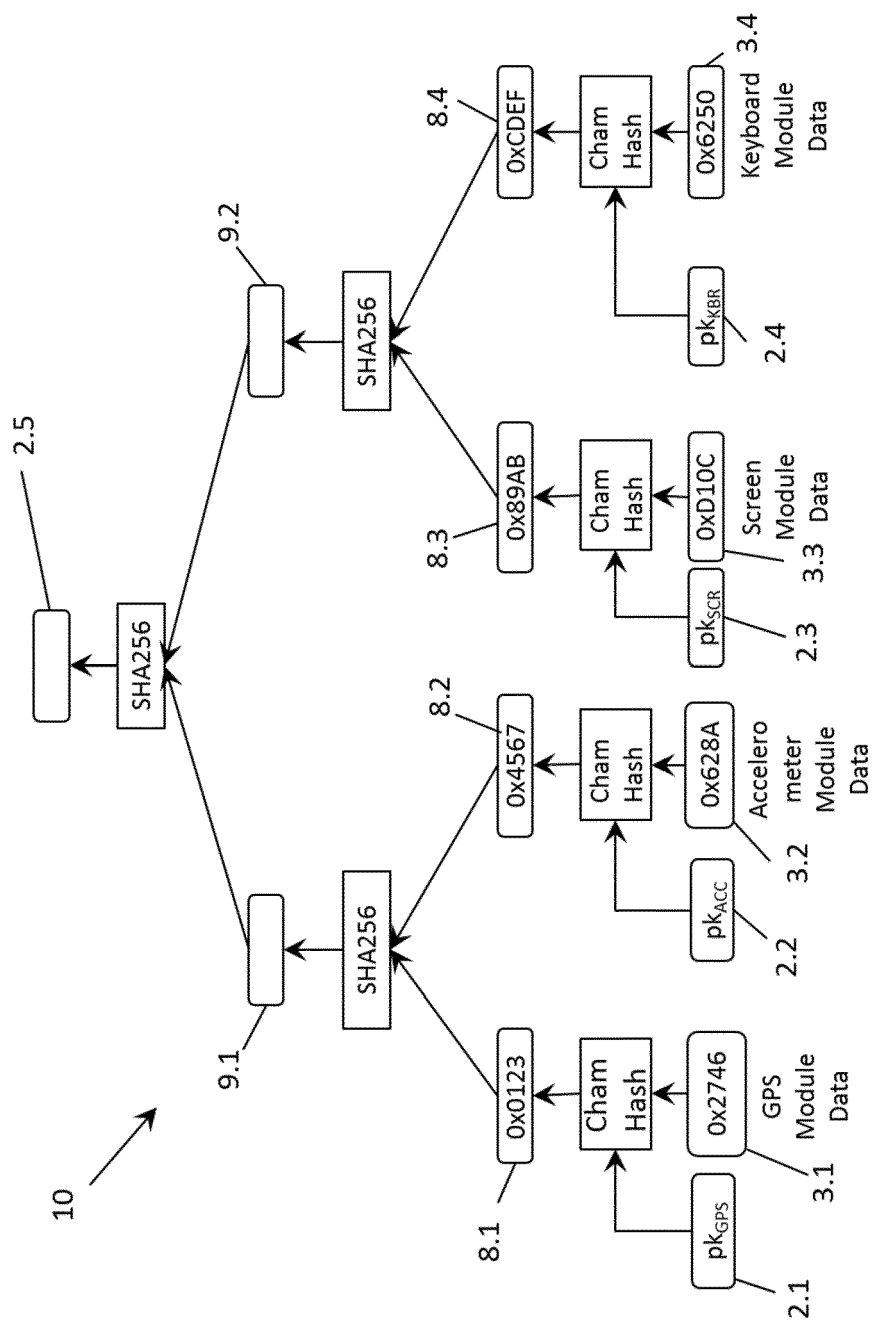 10
2.5
SHA256
9.1
9.2
SHA256
SHA256
8.1
8.2
8.3
8.4
0x0123
0x4567
0x89AB
0xCDEF
Cham
Hash
Cham
Hash
Cham
Hash
Cham
Hash
pkGPS
0x2746
pkACC
0x628A
pkSCR
0xD10C
pkKBR
0x6250
2.1
3.1
2.2
3.2
2.3
3.3
2.4
3.4
GPS
Module
Data
Accelero
meter
Module
Data
Screen
Module
Data
Keyboard
Module
Data